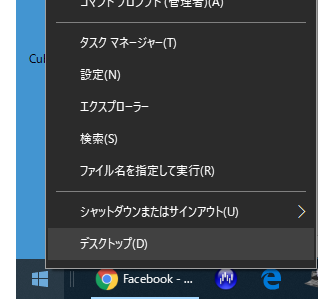 コマンド プロンプト (管理者)(A)
タスク マネージャー(T)
設定(N)
Cul
エクスプローラー
検索(S)
ファイル名を指定して実行(R)
シャットダウンまたはサインアウト(U)
デスクトップ(D)
Facebook - ...